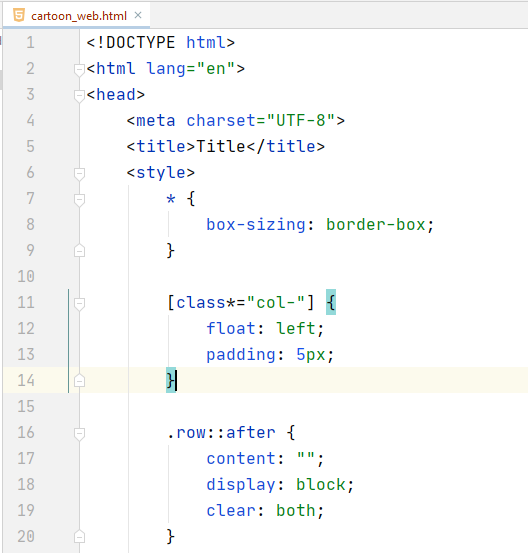 cartoon_web.html
1 <!DOCTYPE html>
2 <html lang="en">
3 <head>
4     <meta charset="UTF-8">
5     <title>Title</title>
6     <style>
7         * {
8             box-sizing: border-box;
9         }
10
11         [class*="col-"] {
12             float: left;
13             padding: 5px;
14         }
15
16         .row::after {
17             content: "";
18             display: block;
19             clear: both;
20         }